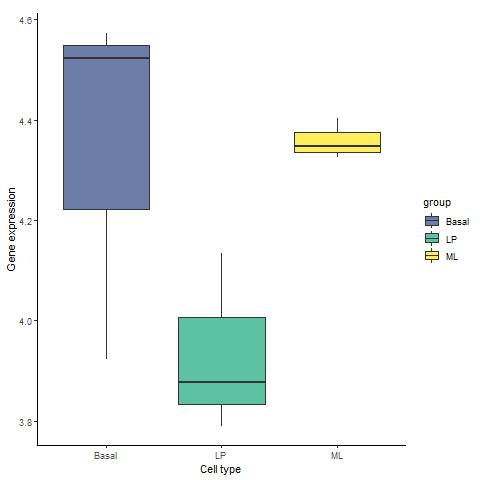 Gene expression
4.6
4.4
4.2
4.0
3.8
Basal
LP
ML
Cell type
group
Basal
LP
ML